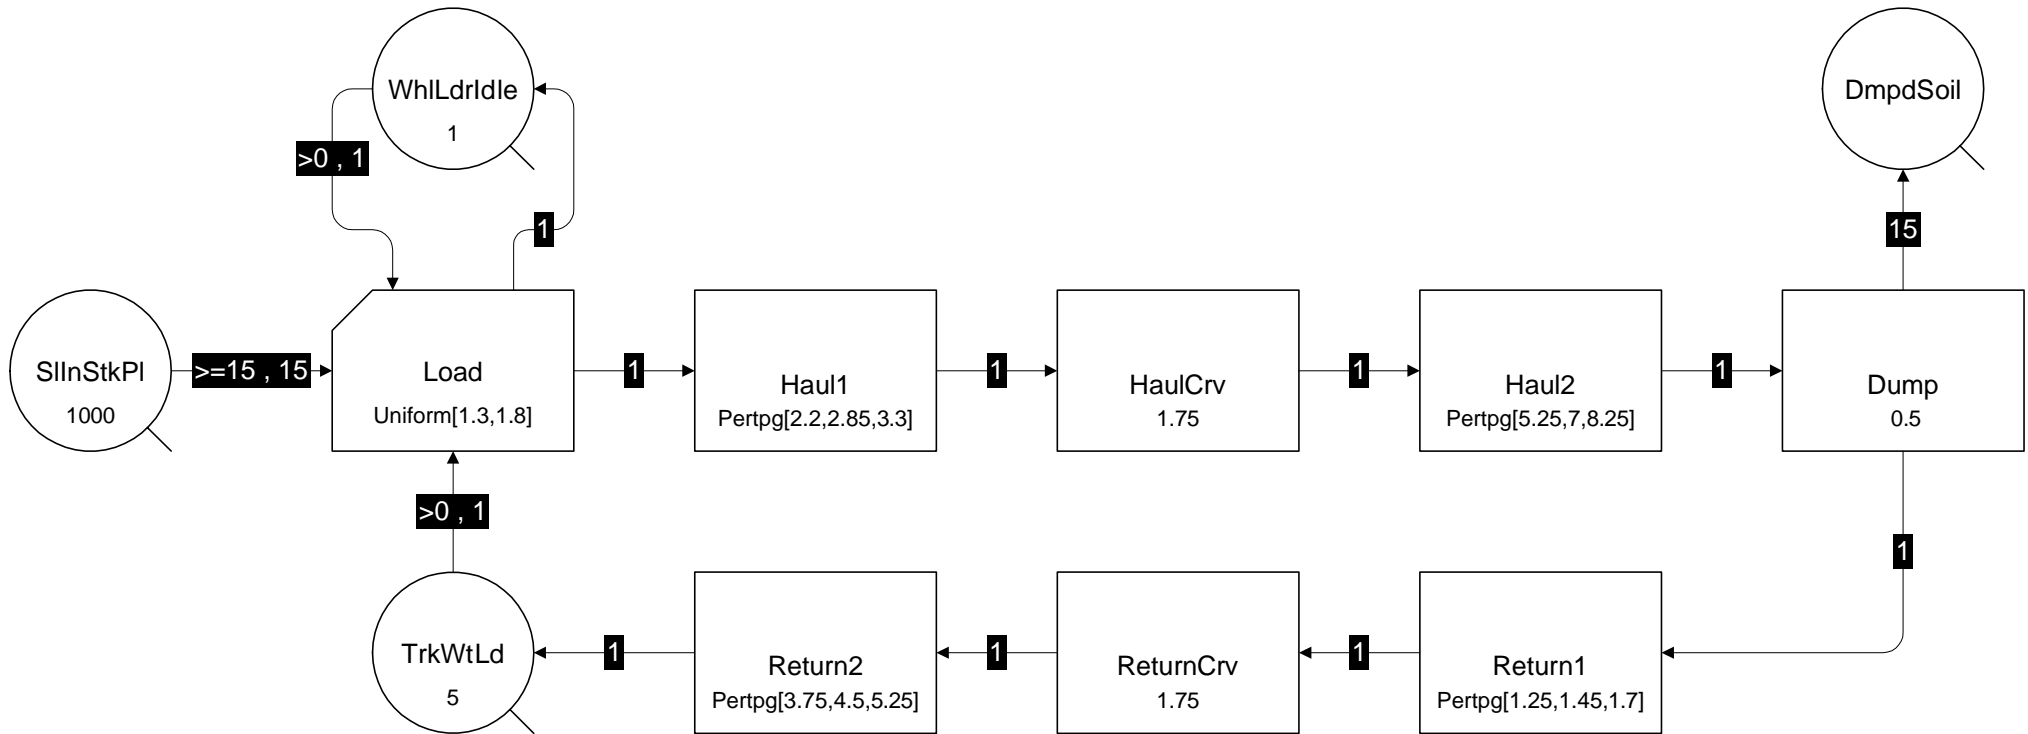 WhlLdrIdle
1
DmpdSoil
>0 , 1
1
15
SlInStkPl
1000
>=15 , 15
Load
Uniform[1.3,1.8]
1
Haul1
Pertpg[2.2,2.85,3.3]
1
HaulCrv
1.75
1
Haul2
Pertpg[5.25,7,8.25]
1
Dump
0.5
>0 , 1
1
TrkWtLd
5
1
Return2
Pertpg[3.75,4.5,5.25]
1
ReturnCrv
1.75
1
Return1
Pertpg[1.25,1.45,1.7]